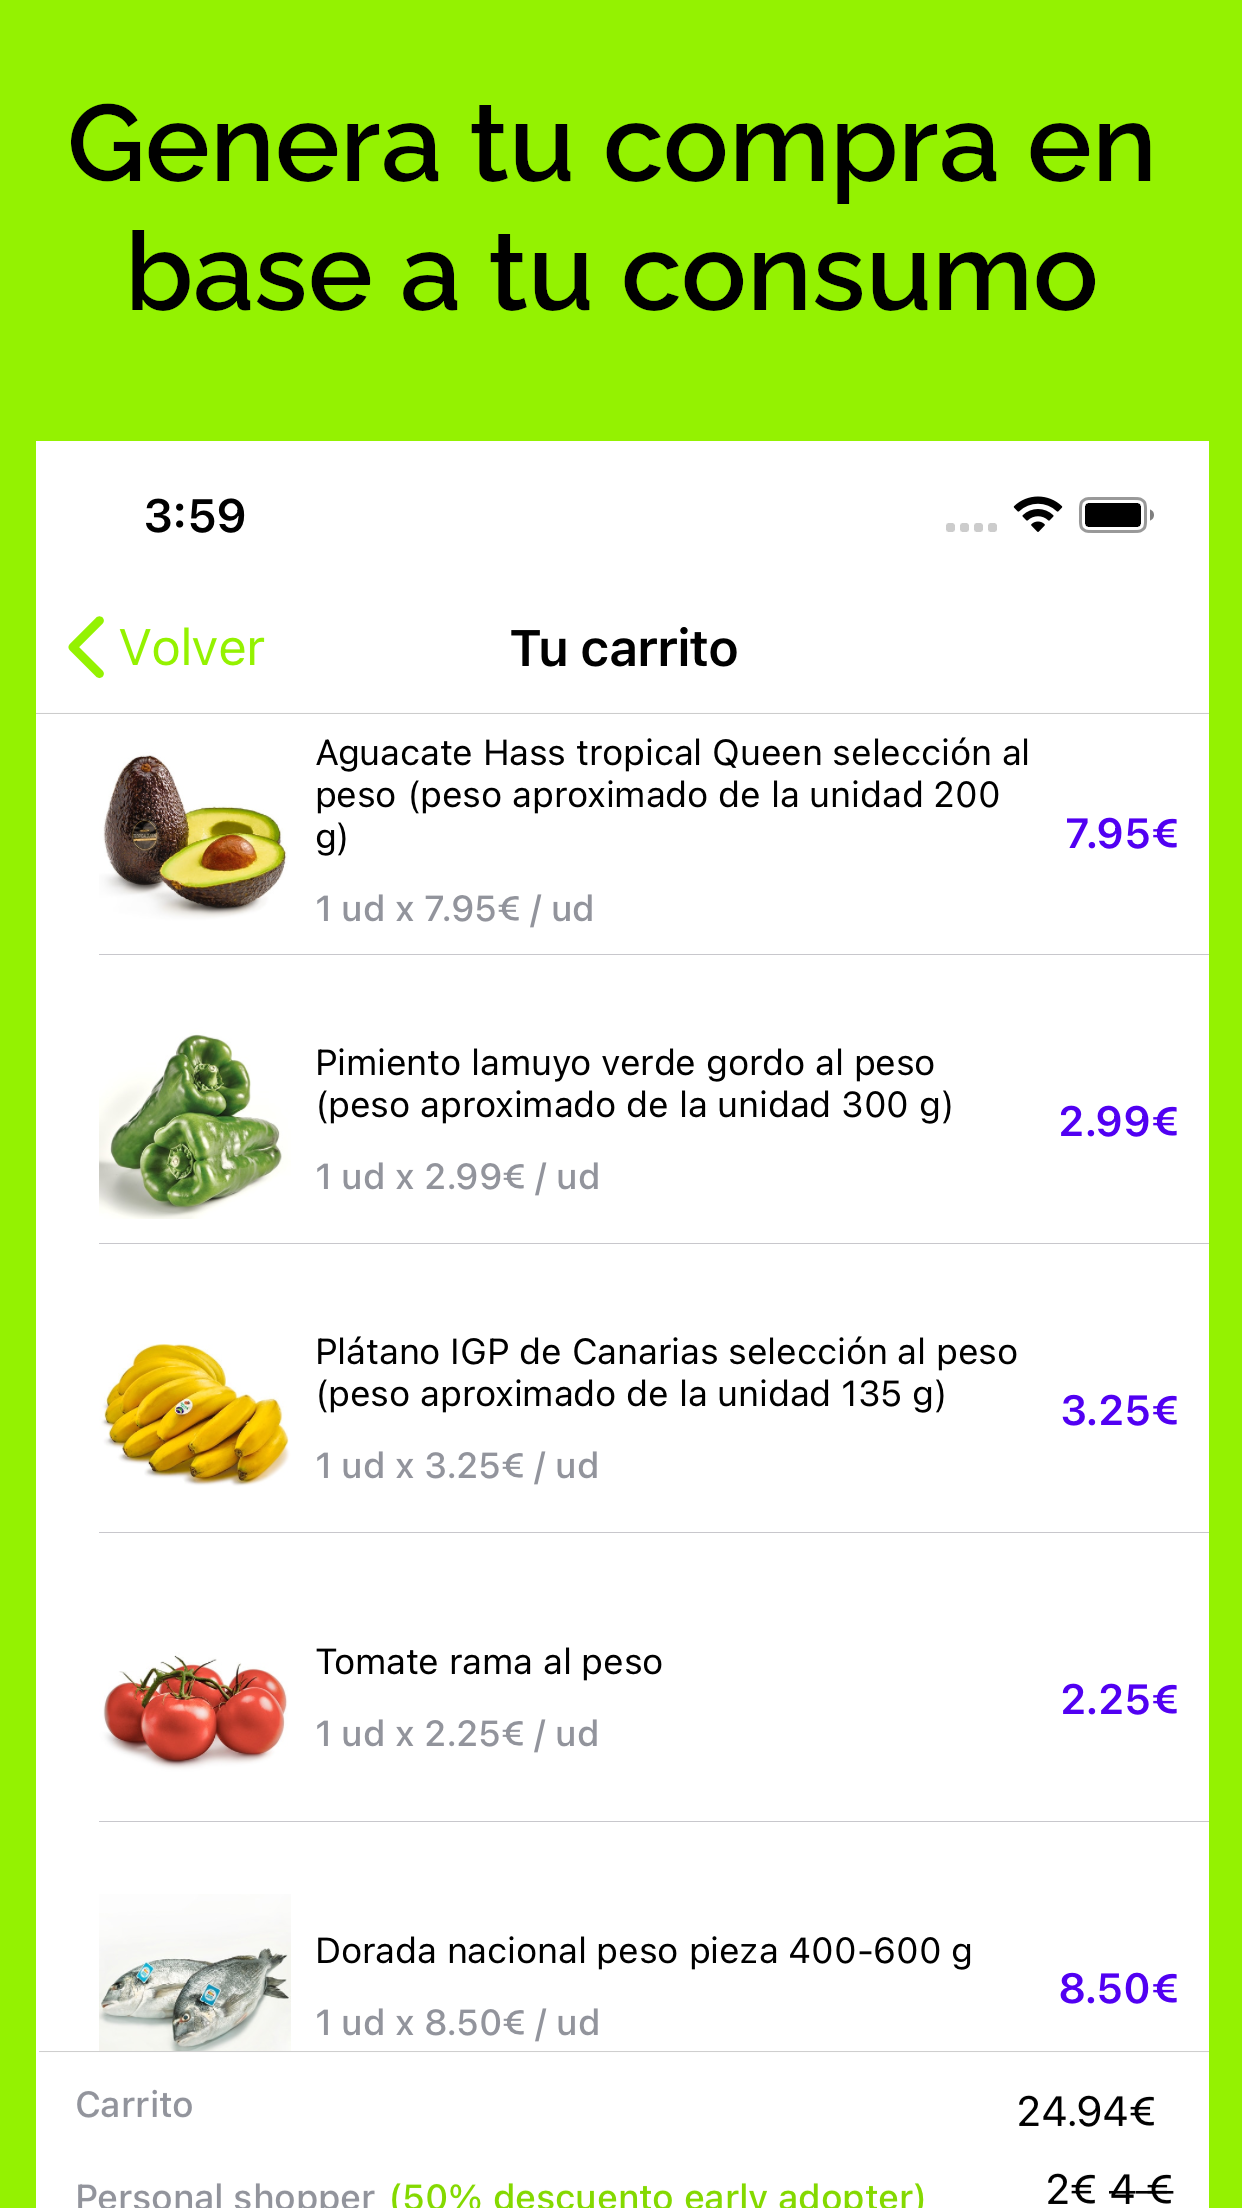 Genera tu compra en
base a tu consumo
3:59
Volver
Tu carrito
Aguacate Hass tropical Queen selección al
peso (peso aproximado de la unidad 200
g)
7.95€
1 ud x 7.95€ / ud
Pimiento lamuyo verde gordo al peso
(peso aproximado de la unidad 300 g)
2.99€
1 ud x 2.99€ / ud
Plátano IGP de Canarias selección al peso
(peso aproximado de la unidad 135 g)
3.25€
1 ud x 3.25€ / ud
Tomate rama al peso
2.25€
1 ud x 2.25€ / ud
Dorada nacional peso pieza 400-600 g
8.50€
1 ud x 8.50€ / ud
Carrito
24.94€
Personal shopper (50% descuento early adopter)
2€ 4 €